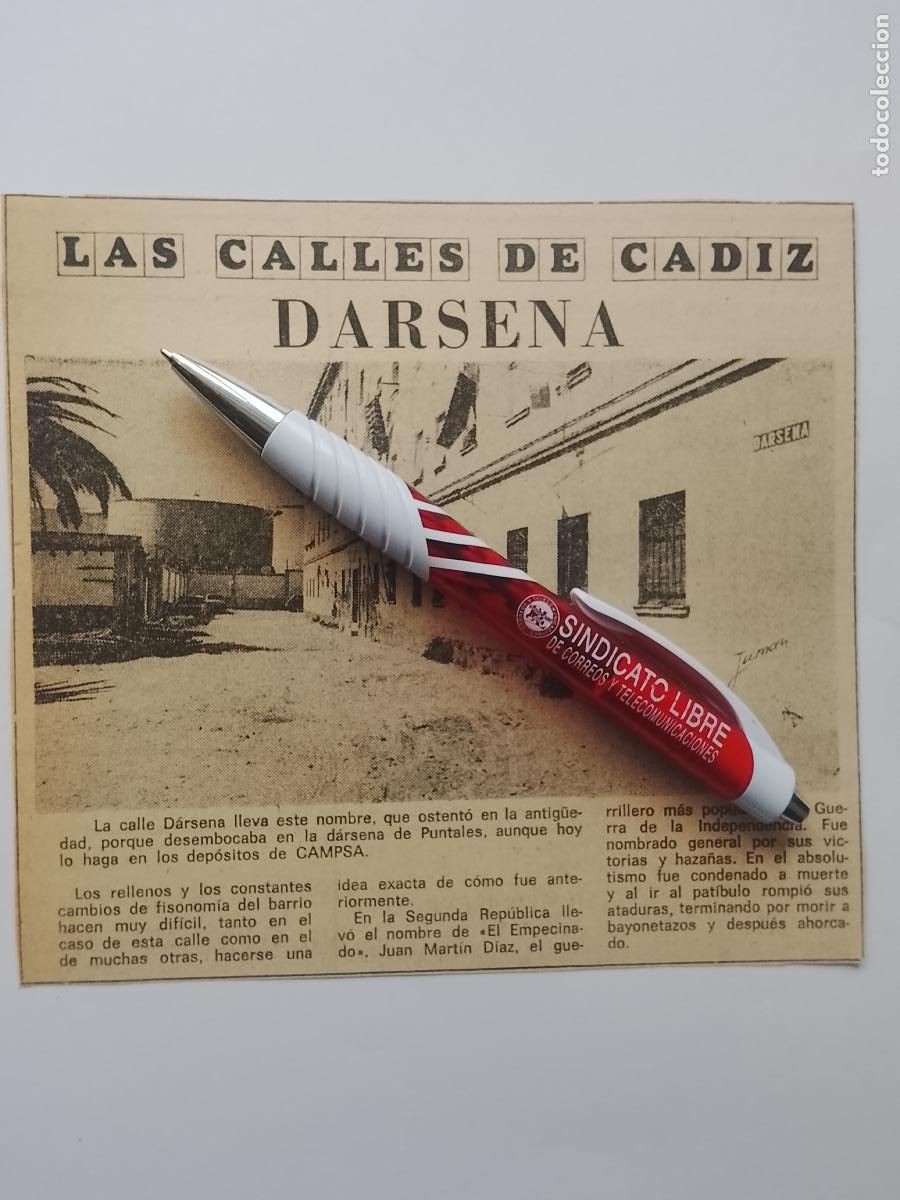 todocoleccion
LAS CALLES DE CADIZ
DARSENA
DARSENA
SINDICATO LIBRE
DE CORREOS Y TELECOMUNICACIONES
La calle Dársena lleva este nombre, que ostentó en la antigüe-
dad, porque desembocaba en la dársena de Puntales, aunque hoy
lo haga en los depósitos de CAMPSA.
Los rellenos y los constantes
cambios de fisonomía del barrio
hacen muy difícil, tanto en el
caso de esta calle como en el
de muchas otras, hacerse una
idea exacta de cómo fue ante-
riormente.
En la Segunda República lle-
vó el nombre de «El Empecina-
do», Juan Martín Díaz, el gue-
rrillero más Gue-
rra de la Independencia. Fue
nombrado general por sus vic-
torias y hazañas. En el absolu-
tismo fue condenado a muerte
y al ir al patíbulo rompió sus
ataduras, terminando por morir a
bayonetazos y después ahorca-
do.